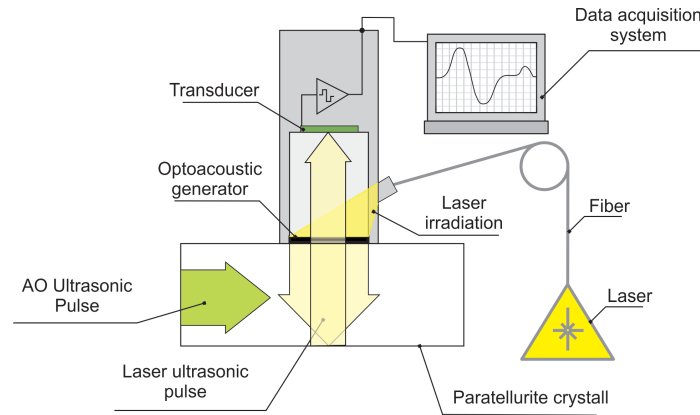 Data acquisition
system
Transducer
Optoacoustic
generator
Laser
irradiation
Fiber
AO Ultrasonic
Pulse
Laser
Laser ultrasonic
pulse
Paratellurite crystall